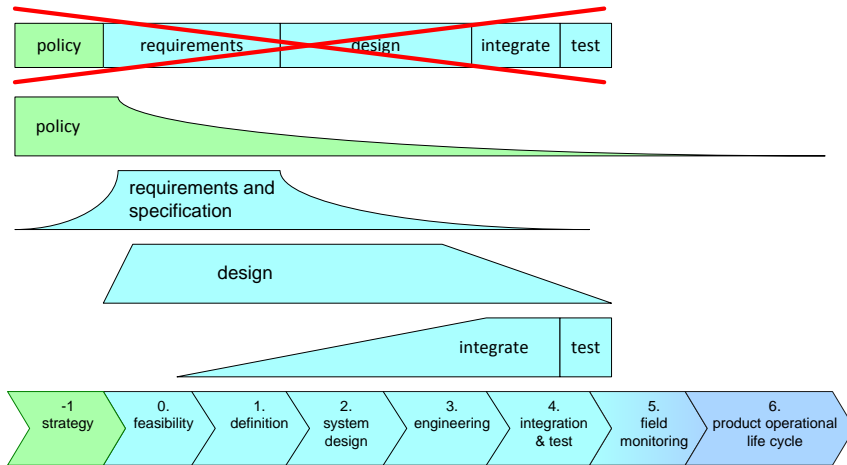 policy requirements design integrate test
policy
requirements and
specification
design
integrate test
-1
strategy
0.
feasibility
1.
definition
2.
system
design
3.
engineering
4.
integration
& test
5.
field
monitoring
6.
product operational
life cycle